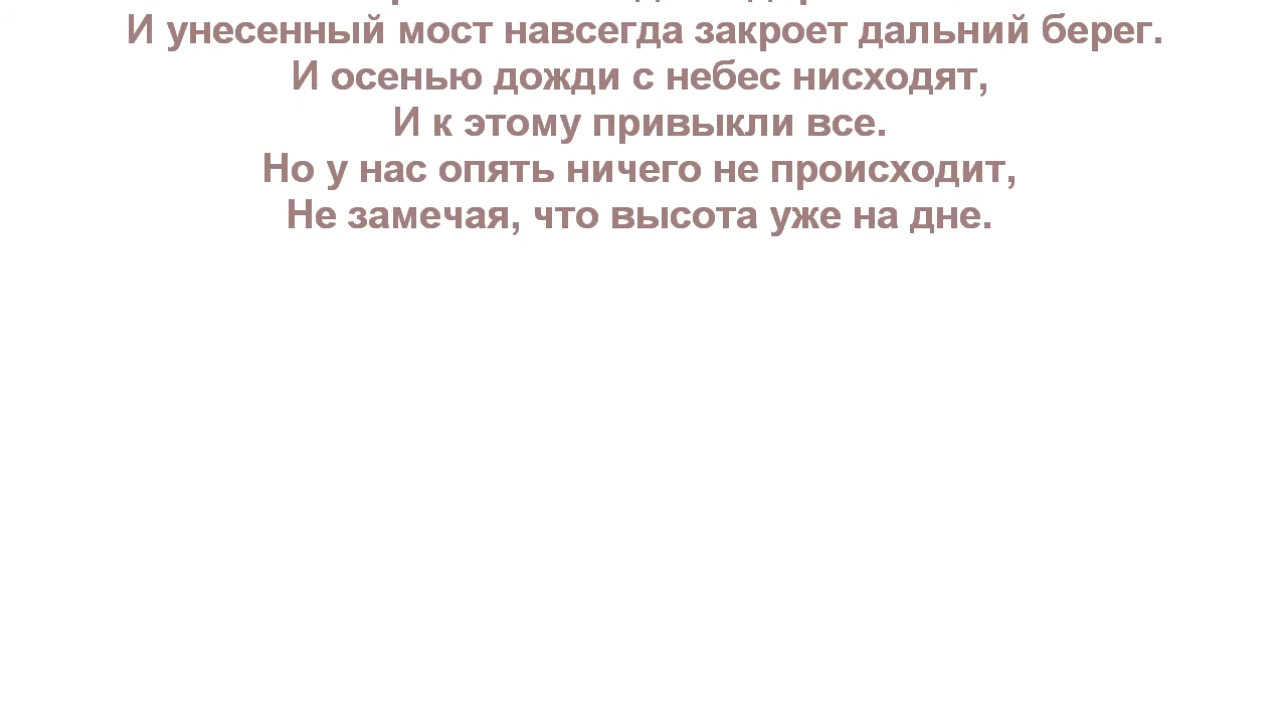 И унесенный мост навсегда закроет дальний берег.
И осенью дожди с небес нисходят,
И к этому привыкли все.
Но у нас опять ничего не происходит,
Не замечая, что высота уже на дне.